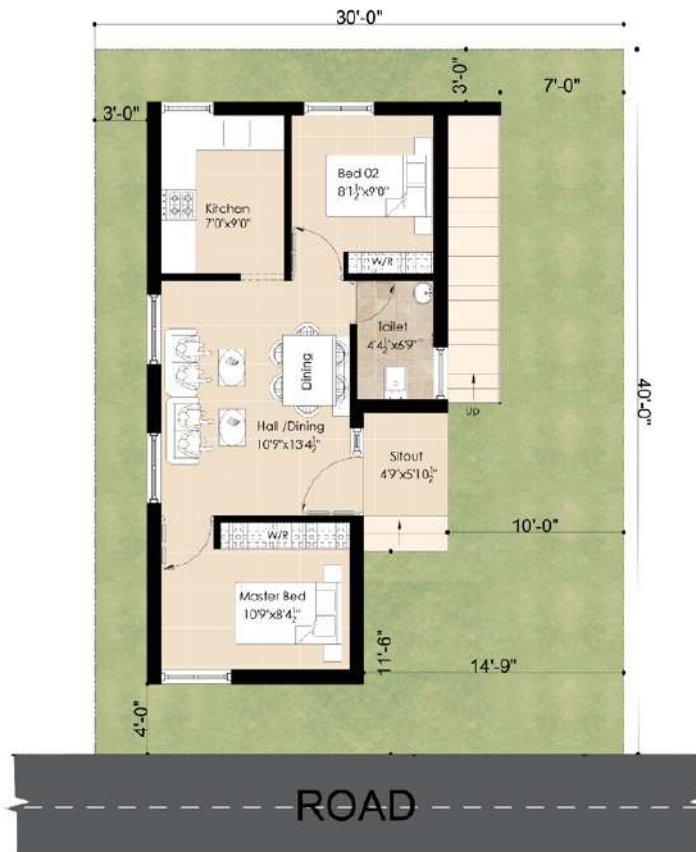 30'-0"
3'-0"
7'-0"
3'-0"
Bed 02
8'1½"x9'0"
Kitchen
7'0"x9'0"
W/R
Toilet
4'4½"x6'9"
Dining
40'-0"
Up
Hall /Dining
10'9"x13'4½"
Sitout
4'9"x5'10½"
10'-0"
W/R
Master Bed
10'9"x8'4½"
11'-6"
14'-9"
4'-0"
ROAD